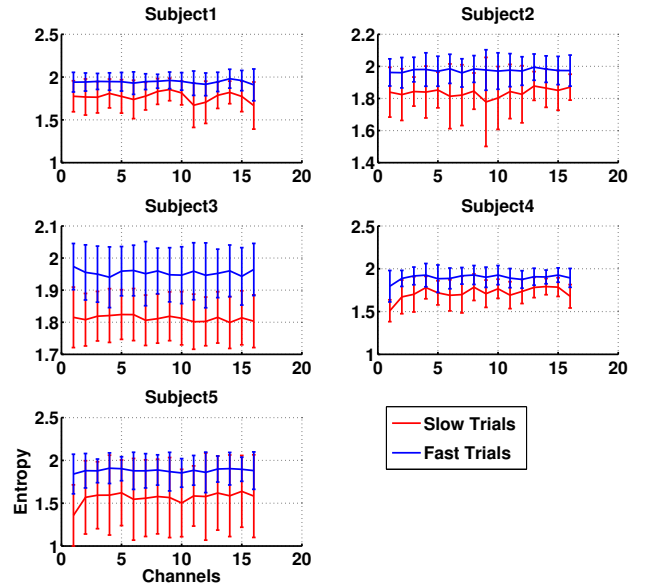 Subject1
2.5
2
1.5
1
0 5 10 15 20
Subject2
2.2
2
1.8
1.6
1.4
0 5 10 15 20
Subject3
2.1
2
1.9
1.8
1.7
0 5 10 15 20
Subject4
2.5
2
1.5
1
0 5 10 15 20
Subject5
2.5
2
1.5
1
0 5 10 15 20
Entropy
Channels
Slow Trials
Fast Trials